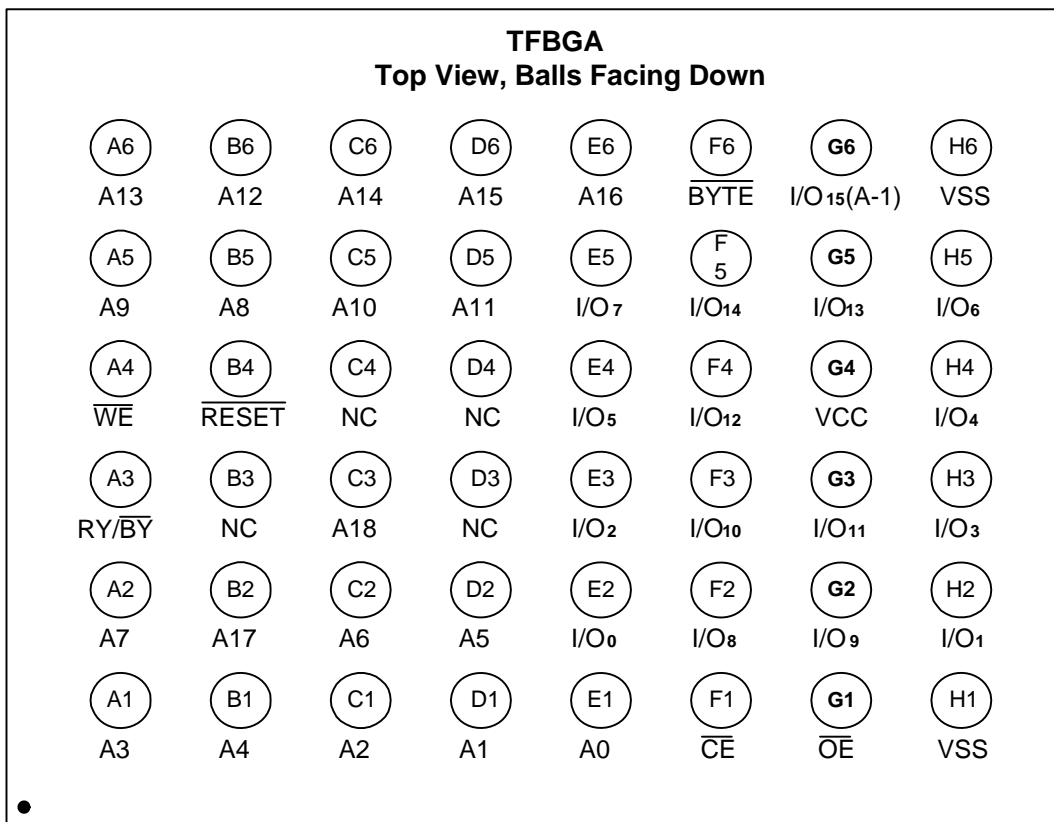 TFBGA
Top View, Balls Facing Down
A6 B6 C6 D6 E6 F6 G6 H6
A13 A12 A14 A15 A16 BYTE I/O15(A-1) VSS
A5 B5 C5 D5 E5 F5 G5 H5
A9 A8 A10 A11 I/O7 I/O14 I/O13 I/O6
A4 B4 C4 D4 E4 F4 G4 H4
WE RESET NC NC I/O5 I/O12 VCC I/O4
A3 B3 C3 D3 E3 F3 G3 H3
RY/BY NC A18 NC I/O2 I/O10 I/O11 I/O3
A2 B2 C2 D2 E2 F2 G2 H2
A7 A17 A6 A5 I/O0 I/O8 I/O9 I/O1
A1 B1 C1 D1 E1 F1 G1 H1
A3 A4 A2 A1 A0 CE OE VSS